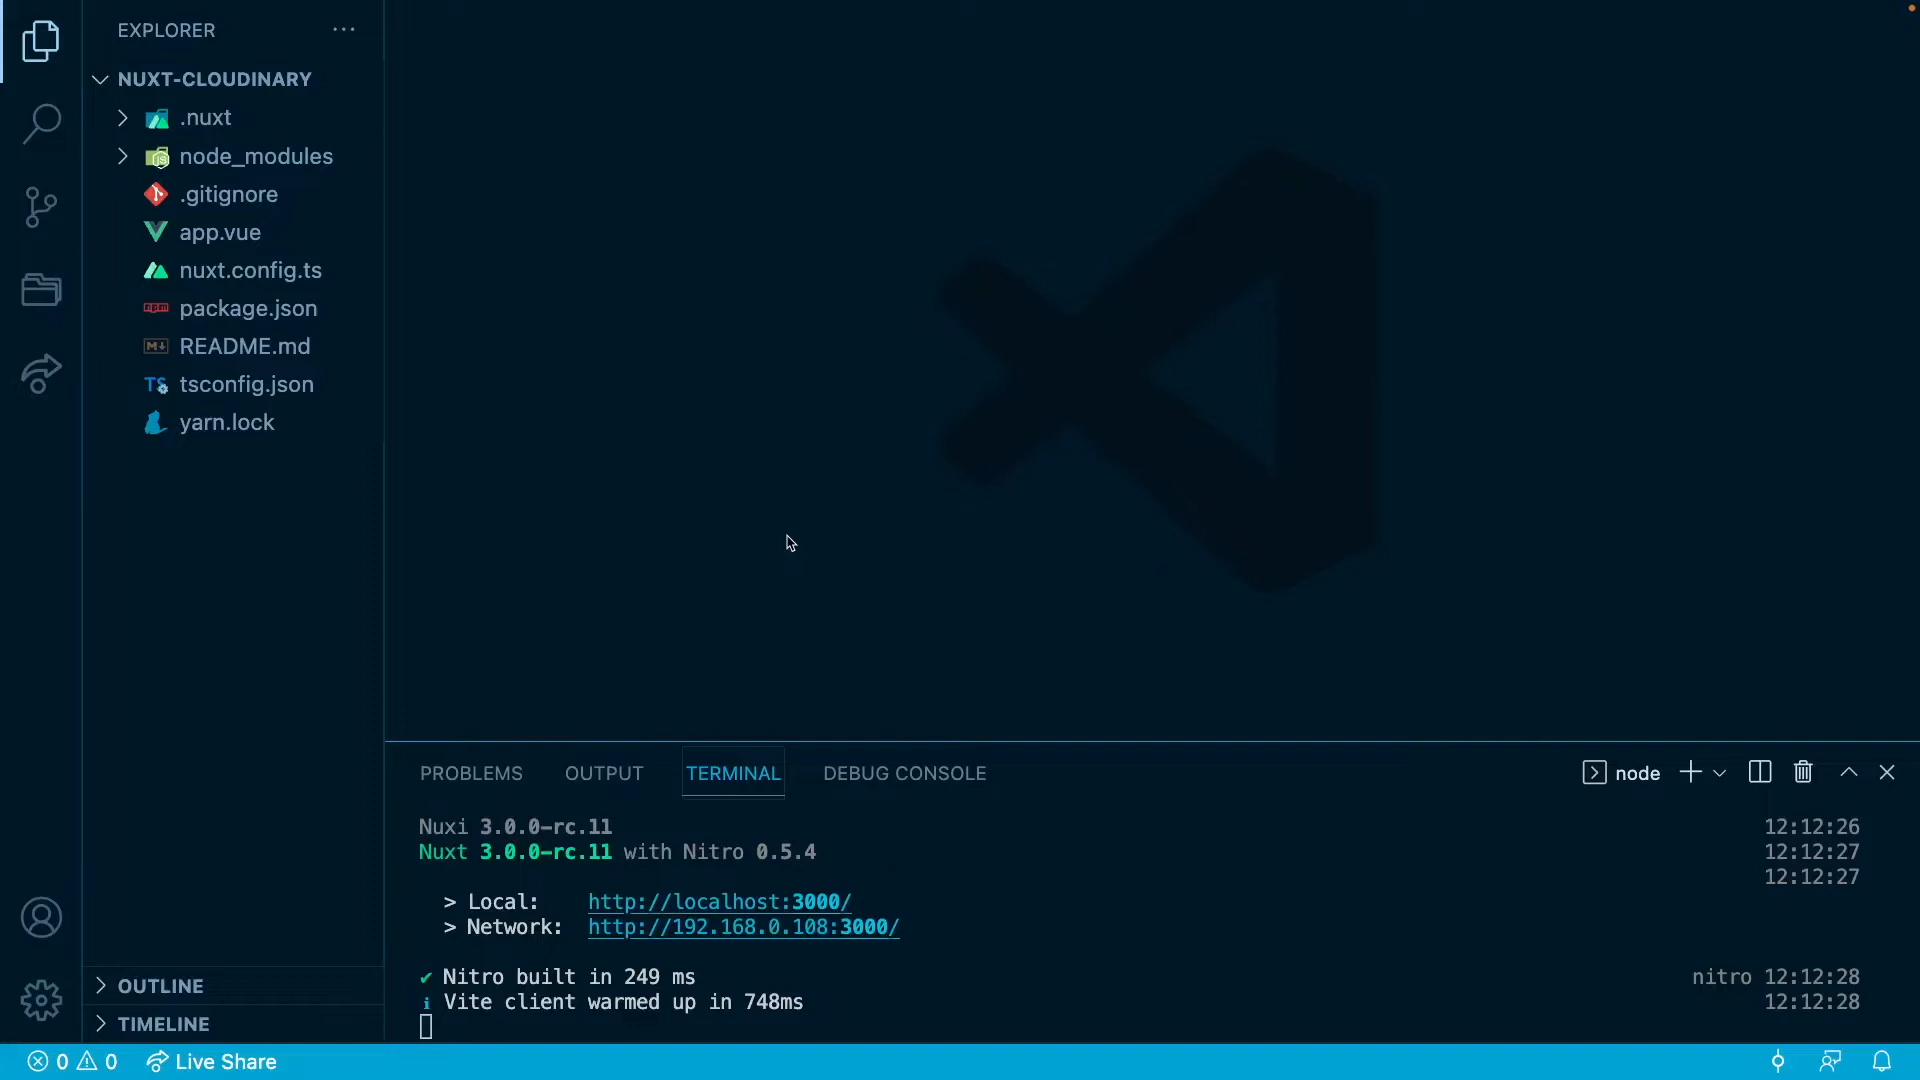 EXPLORER
NUXT-CLOUDINARY
.nuxt
node_modules
.gitignore
app.vue
nuxt.config.ts
package.json
README.md
tsconfig.json
yarn.lock
OUTLINE
TIMELINE
PROBLEMS OUTPUT TERMINAL DEBUG CONSOLE node
Nuxi 3.0.0-rc.11 12:12:26
Nuxt 3.0.0-rc.11 with Nitro 0.5.4 12:12:27
12:12:27
> Local: http://localhost:3000/
> Network: http://192.168.0.108:3000/
✔ Nitro built in 249 ms nitro 12:12:28
ℹ Vite client warmed up in 748ms 12:12:28
0 0 Live Share